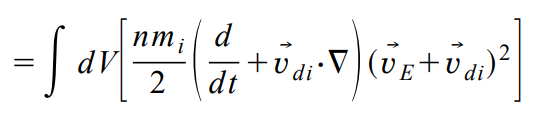 = ∫ dV [ nm_i / 2 ( d/dt + v⃗_di · ∇ ) ( v⃗_E + v⃗_di )² ]